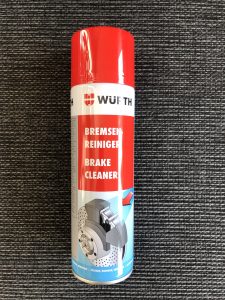 WÜRTH
BREMSEN-
REINIGER
BRAKE
CLEANER